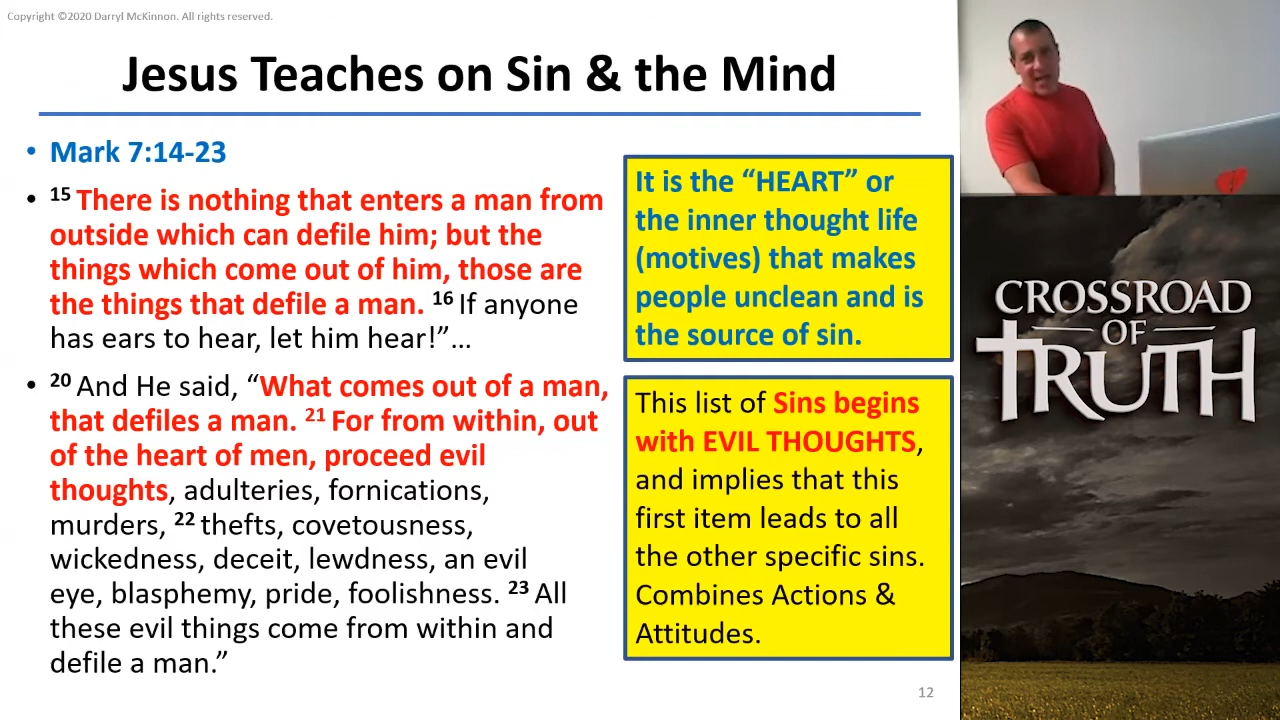 Copyright ©2020 Darryl McKinnon. All rights reserved.
Jesus Teaches on Sin & the Mind
• Mark 7:14-23
• 15 There is nothing that enters a man from
outside which can defile him; but the
things which come out of him, those are
the things that defile a man. 16 If anyone
has ears to hear, let him hear!”…
• 20 And He said, “What comes out of a man,
that defiles a man. 21 For from within, out
of the heart of men, proceed evil
thoughts, adulteries, fornications,
murders, 22 thefts, covetousness,
wickedness, deceit, lewdness, an evil
eye, blasphemy, pride, foolishness. 23 All
these evil things come from within and
defile a man.”
It is the “HEART” or
the inner thought life
(motives) that makes
people unclean and is
the source of sin.
This list of Sins begins
with EVIL THOUGHTS,
and implies that this
first item leads to all
the other specific sins.
Combines Actions &
Attitudes.
12
CROSSROAD
OF
TRUTH